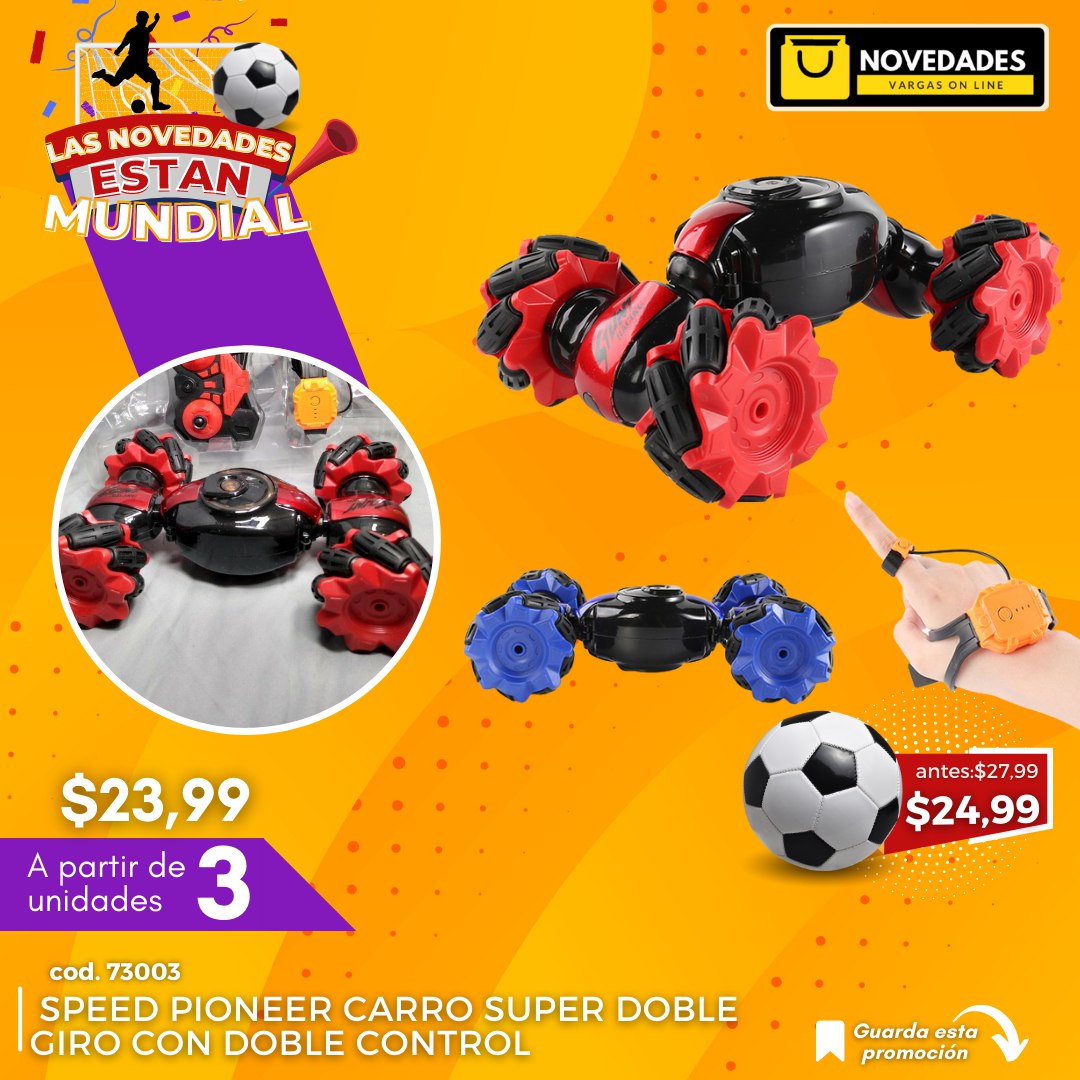 LAS NOVEDADES
ESTAN
MUNDIAL
NOVEDADES
VARGAS ON LINE
antes:$27,99
$24,99
$23,99
A partir de
unidades
3
cod. 73003
SPEED PIONEER CARRO SUPER DOBLE
GIRO CON DOBLE CONTROL
Guarda esta
promoción